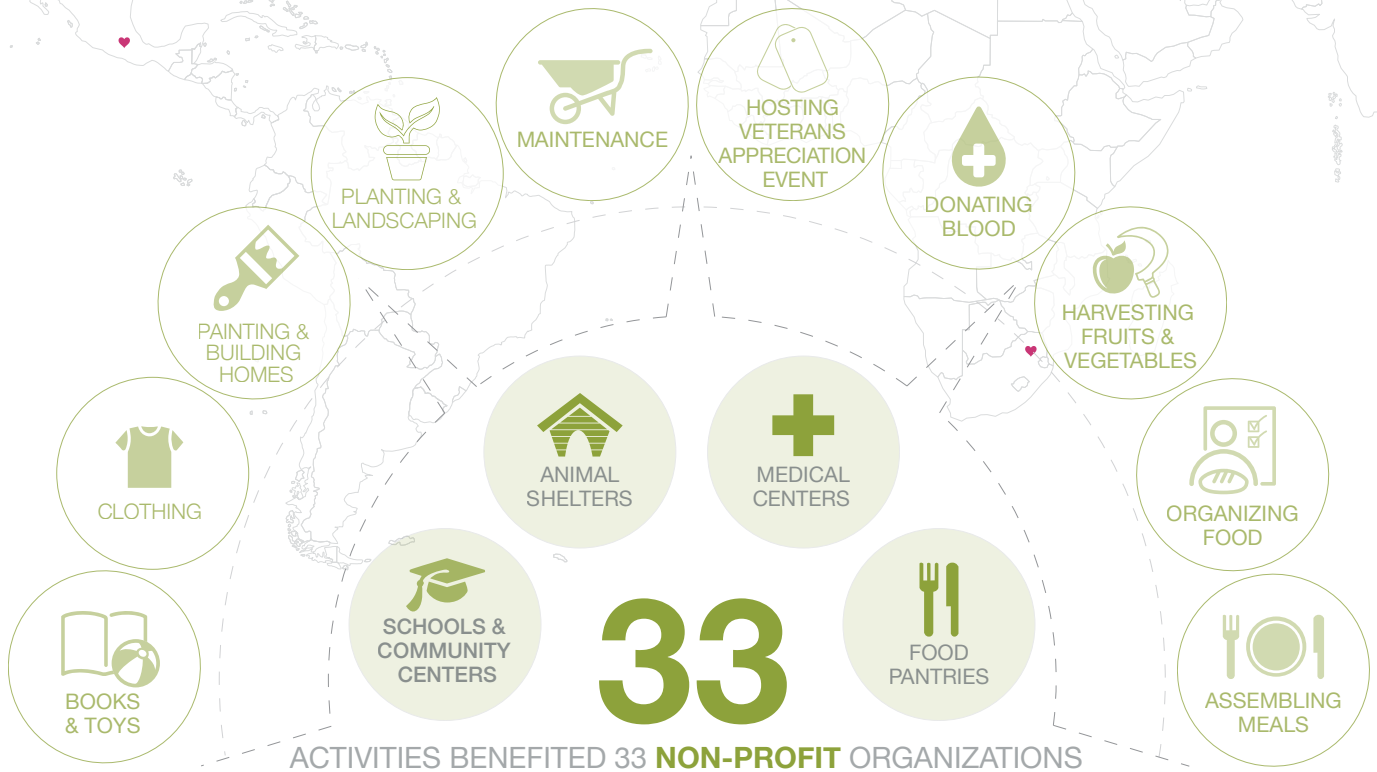 MAINTENANCE
HOSTING
VETERANS
APPRECIATION
EVENT
PLANTING &
LANDSCAPING
DONATING
BLOOD
PAINTING &
BUILDING
HOMES
HARVESTING
FRUITS &
VEGETABLES
CLOTHING
ANIMAL
SHELTERS
MEDICAL
CENTERS
ORGANIZING
FOOD
BOOKS
& TOYS
SCHOOLS &
COMMUNITY
CENTERS
33
FOOD
PANTRIES
ASSEMBLING
MEALS
ACTIVITIES BENEFITED 33 NON-PROFIT ORGANIZATIONS